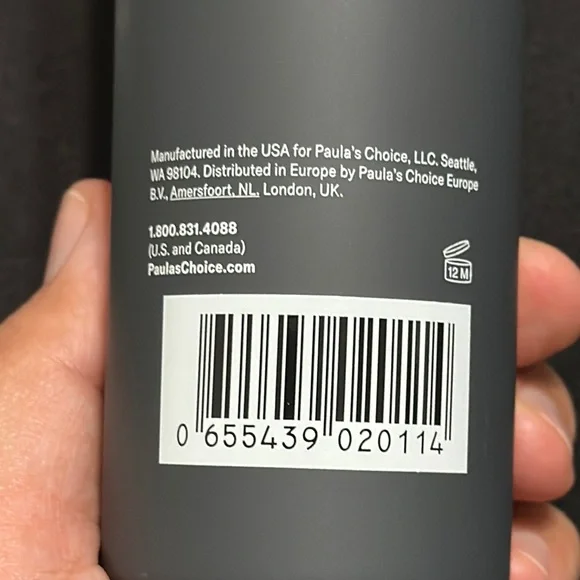 Manufactured in the USA for Paula's Choice, LLC. Seattle,
WA 98104. Distributed in Europe by Paula's Choice Europe
B.V., Amersfoort, NL. London, UK.
1.800.831.4088
(U.S. and Canada)
PaulasChoice.com
12 M
0 655439 020114